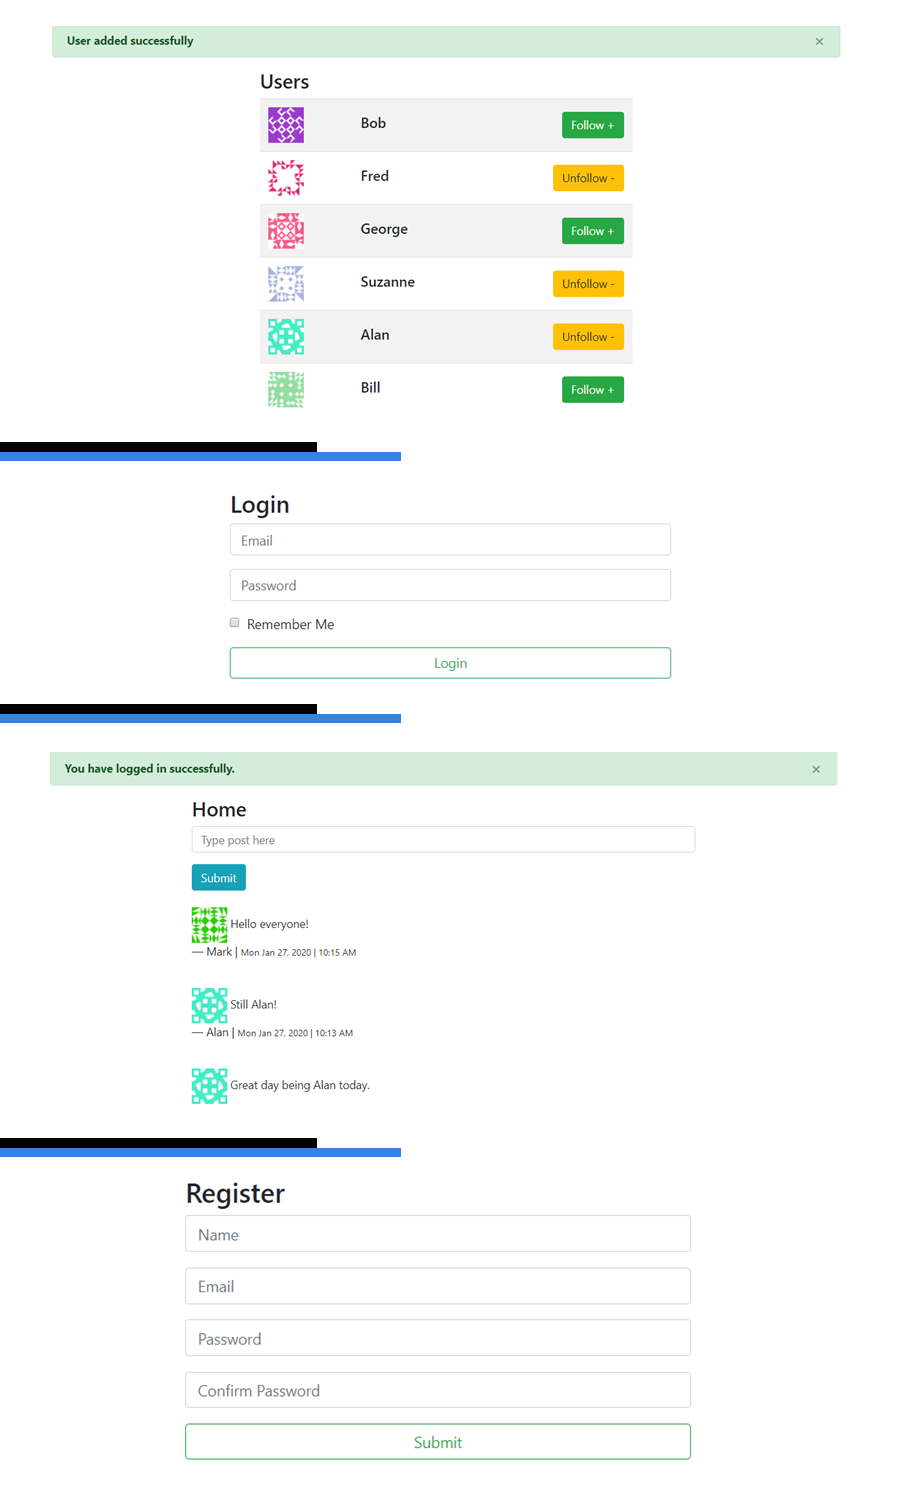 User added successfully ×
Users
Bob Follow +
Fred Unfollow -
George Follow +
Suzanne Unfollow -
Alan Unfollow -
Bill Follow +
Login
Email
Password
Remember Me
Login
You have logged in successfully. ×
Home
Type post here
Submit
Hello everyone!
— Mark | Mon Jan 27, 2020 | 10:15 AM
Still Alan!
— Alan | Mon Jan 27, 2020 | 10:13 AM
Great day being Alan today.
Register
Name
Email
Password
Confirm Password
Submit